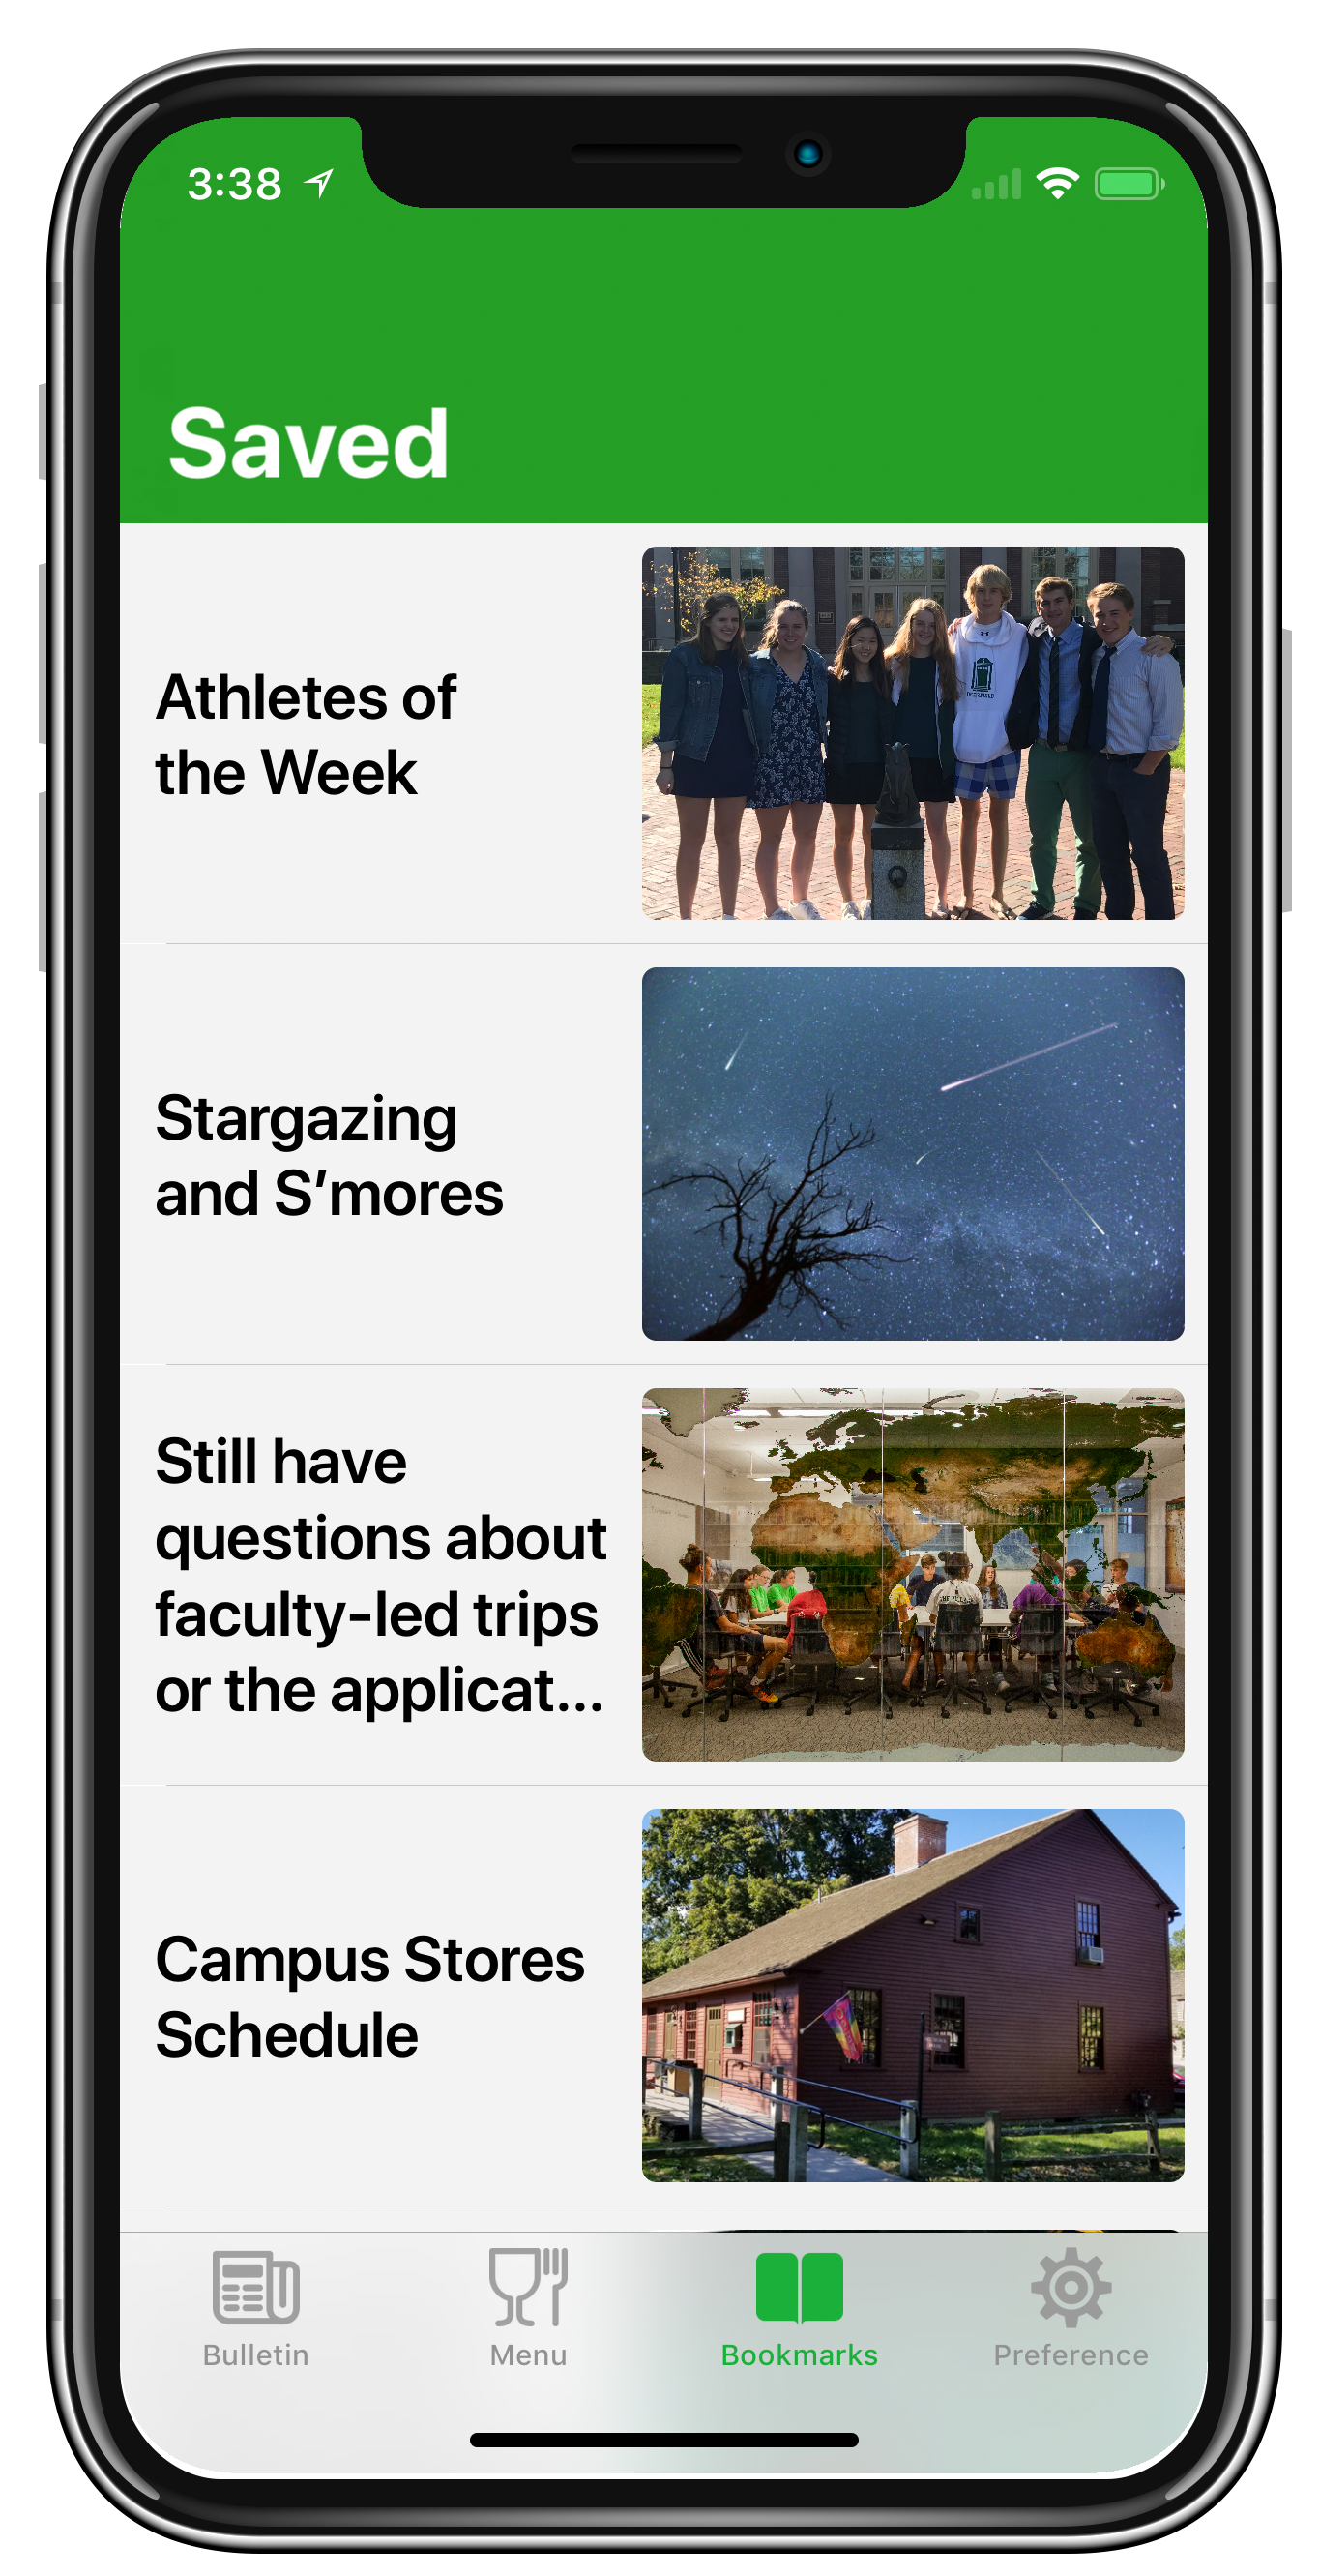 3:38
Saved
Athletes of
the Week
Stargazing
and S’mores
Still have
questions about
faculty-led trips
or the applicat...
Campus Stores
Schedule
Bulletin
Menu
Bookmarks
Preference